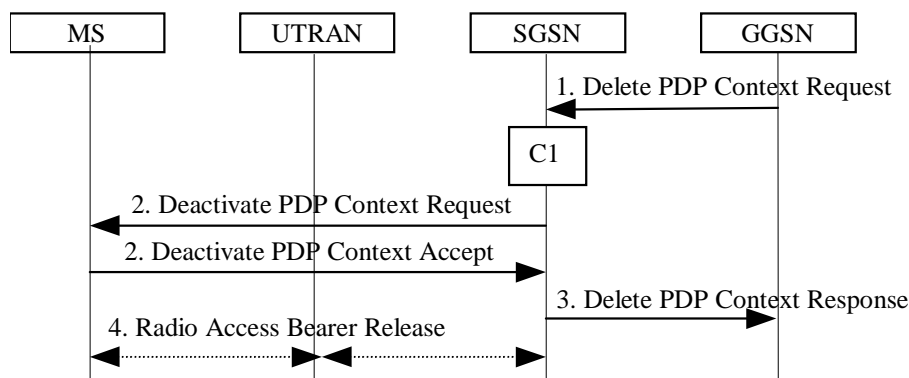 MS
UTRAN
SGSN
GGSN
1. Delete PDP Context Request
C1
2. Deactivate PDP Context Request
2. Deactivate PDP Context Accept
3. Delete PDP Context Response
4. Radio Access Bearer Release